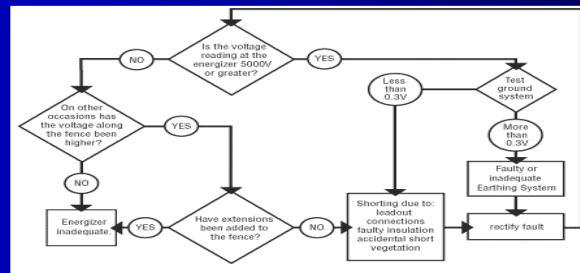 Is the voltage
reading at the
energizer 5000V
or greater?
NO
YES
Less
than
0.3V
Test
ground
system
On other
occasions has
the voltage along
the fence been
higher?
YES
More
than
0.3V
NO
Faulty or
inadequate
Earthing System
Energizer
inadequate.
YES
Have extensions
been added to
the fence?
NO
Shorting due to:
leadout
connections
faulty insulation
accidental short
vegetation
rectify fault